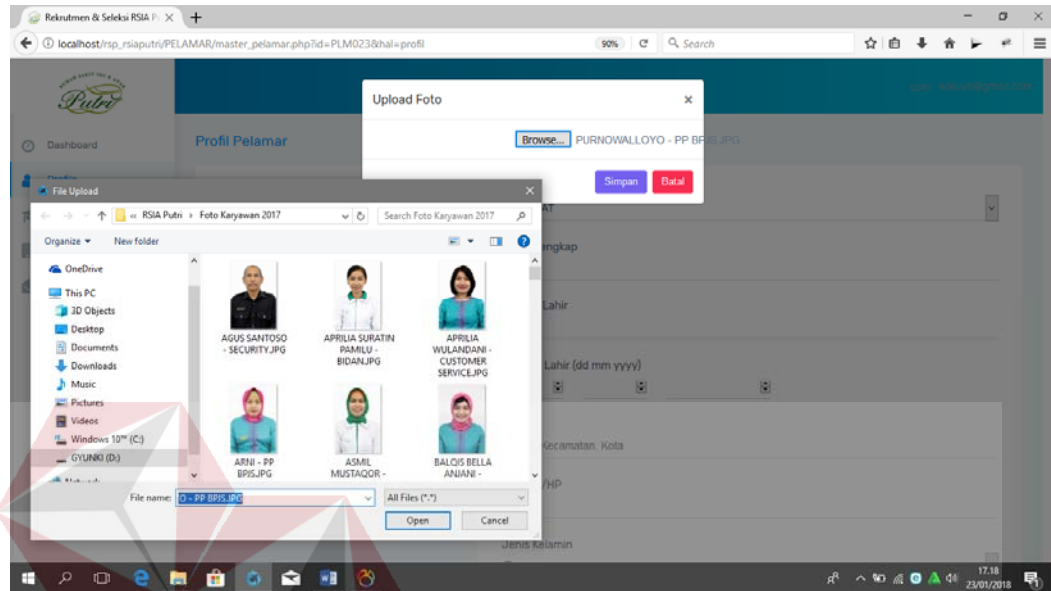 Rekrutmen & Seleksi RSIA P
localhost/rsp_rsiaputri/PELAMAR/master_pelamar.php?id=PLM023&hal=profil
90%
Search
Putri
Upload Foto
Dashboard
Profil Pelamar
Browse... PURNOWALLOYO - PP BPJS.JPG
Simpan Batal
File Upload
« RSIA Putri › Foto Karyawan 2017
Search Foto Karyawan 2017
Organize
New folder
OneDrive
This PC
3D Objects
Desktop
Documents
Downloads
Music
Pictures
Videos
Windows 10™ (C:)
GYUNKI (D:)
Network
AGUS SANTOSO
- SECURITY.JPG
APRILIA SURATIN
PAMILU -
BIDAN.JPG
APRILIA
WULANDANI -
CUSTOMER
SERVICE.JPG
ARNI - PP
BPJS.JPG
ASMIL
MUSTAQOR -
BALQIS BELLA
ANJANI -
File name: O - PP BPJS.JPG
All Files (*.*)
Open Cancel
AT
engkap
Lahir
Lahir (dd mm yyyy)
Kecamatan, Kota
/HP
Jenis Kelamin
17.18
23/01/2018